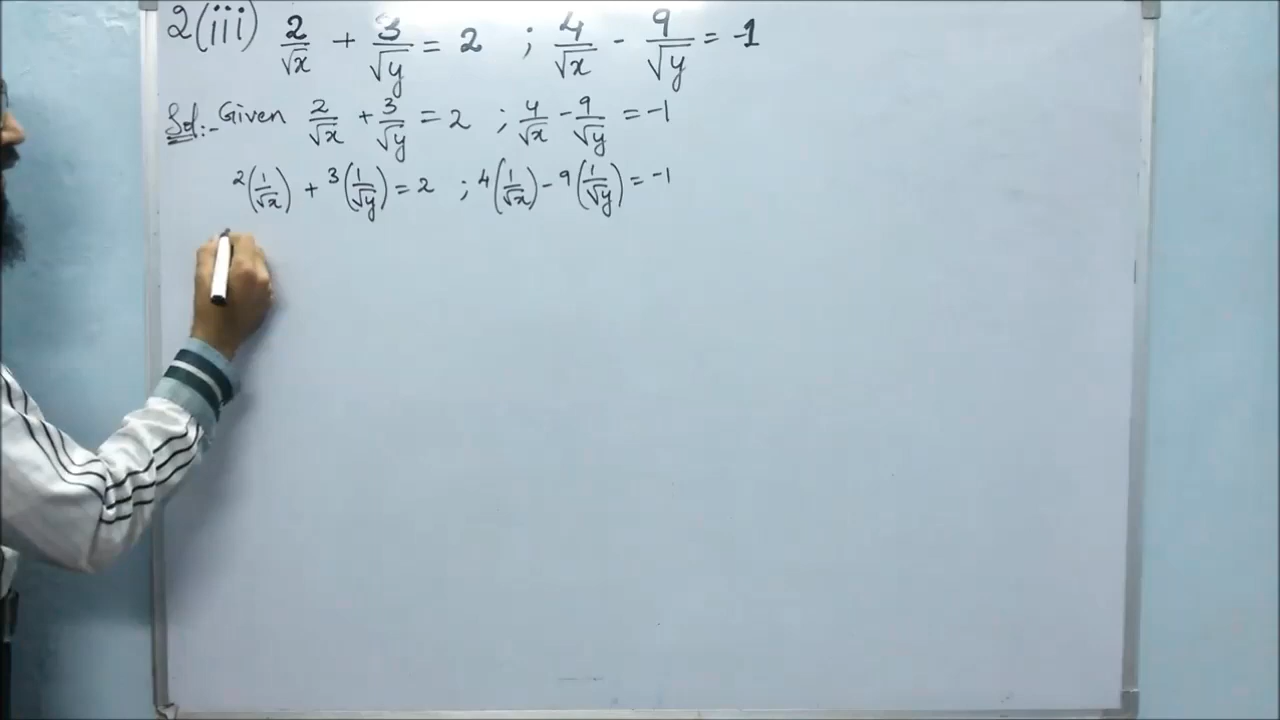 2(iii) 2/√x + 3/√y = 2 ; 4/√x - 9/√y = -1
Sol:- Given 2/√x + 3/√y = 2 ; 4/√x - 9/√y = -1
2(1/√x) + 3(1/√y) = 2 ; 4(1/√x) - 9(1/√y) = -1